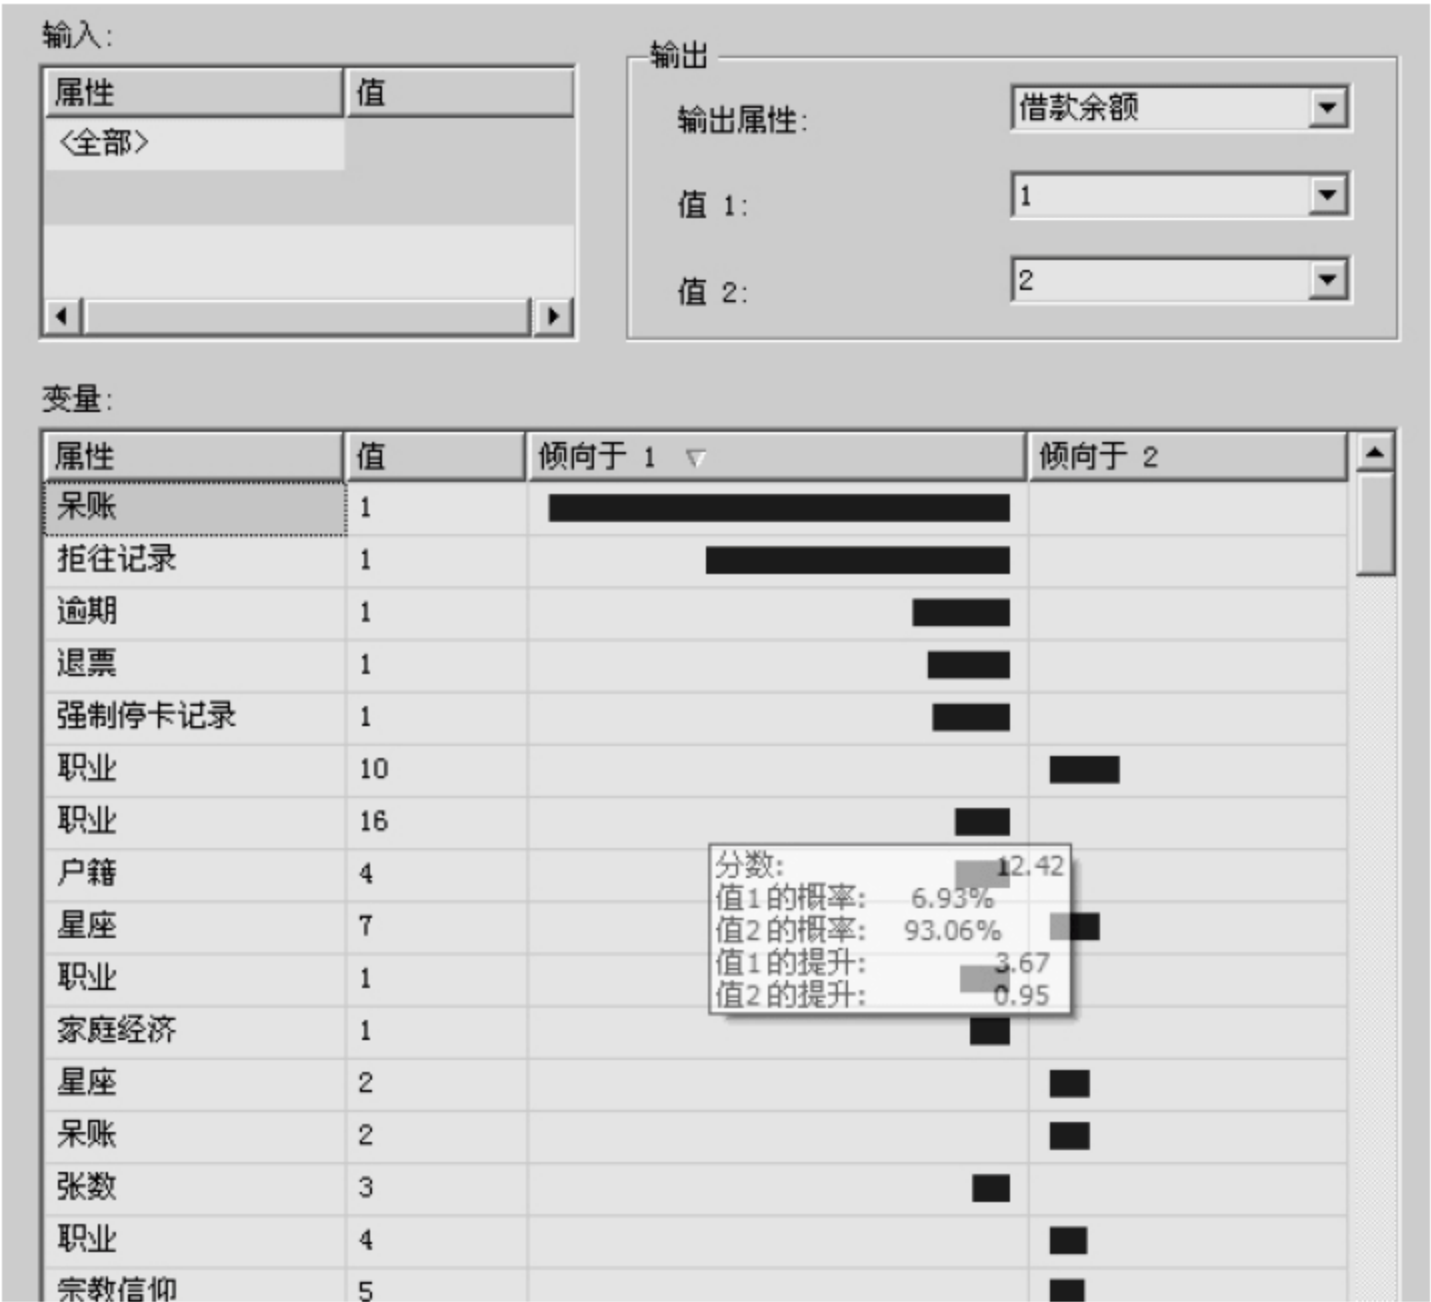 输入:
属性 值
<全部>
输出
输出属性: 借款余额
值 1: 1
值 2: 2
变量:
属性 值 倾向于 1 倾向于 2
呆账 1
拒往记录 1
逾期 1
退票 1
强制停卡记录 1
职业 10
职业 16
户籍 4
星座 7
职业 1
分数: 12.42
值1的概率: 6.93%
值2的概率: 93.06%
值1的提升: 3.67
值2的提升: 0.95
家庭经济 1
星座 2
呆账 2
张数 3
职业 4
宗教信仰 5